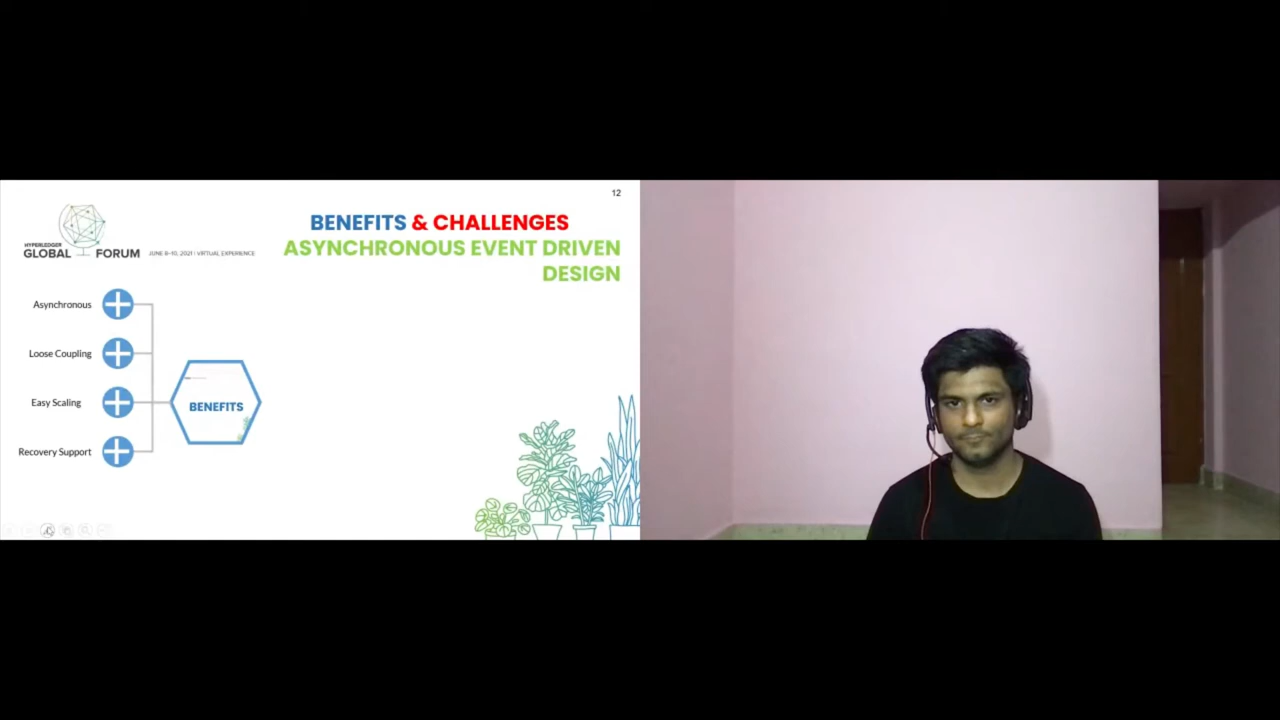 12
HYPERLEDGER
GLOBAL FORUM
JUNE 8-10, 2021 | VIRTUAL EXPERIENCE
BENEFITS & CHALLENGES
ASYNCHRONOUS EVENT DRIVEN
DESIGN
Asynchronous
Loose Coupling
Easy Scaling
Recovery Support
BENEFITS